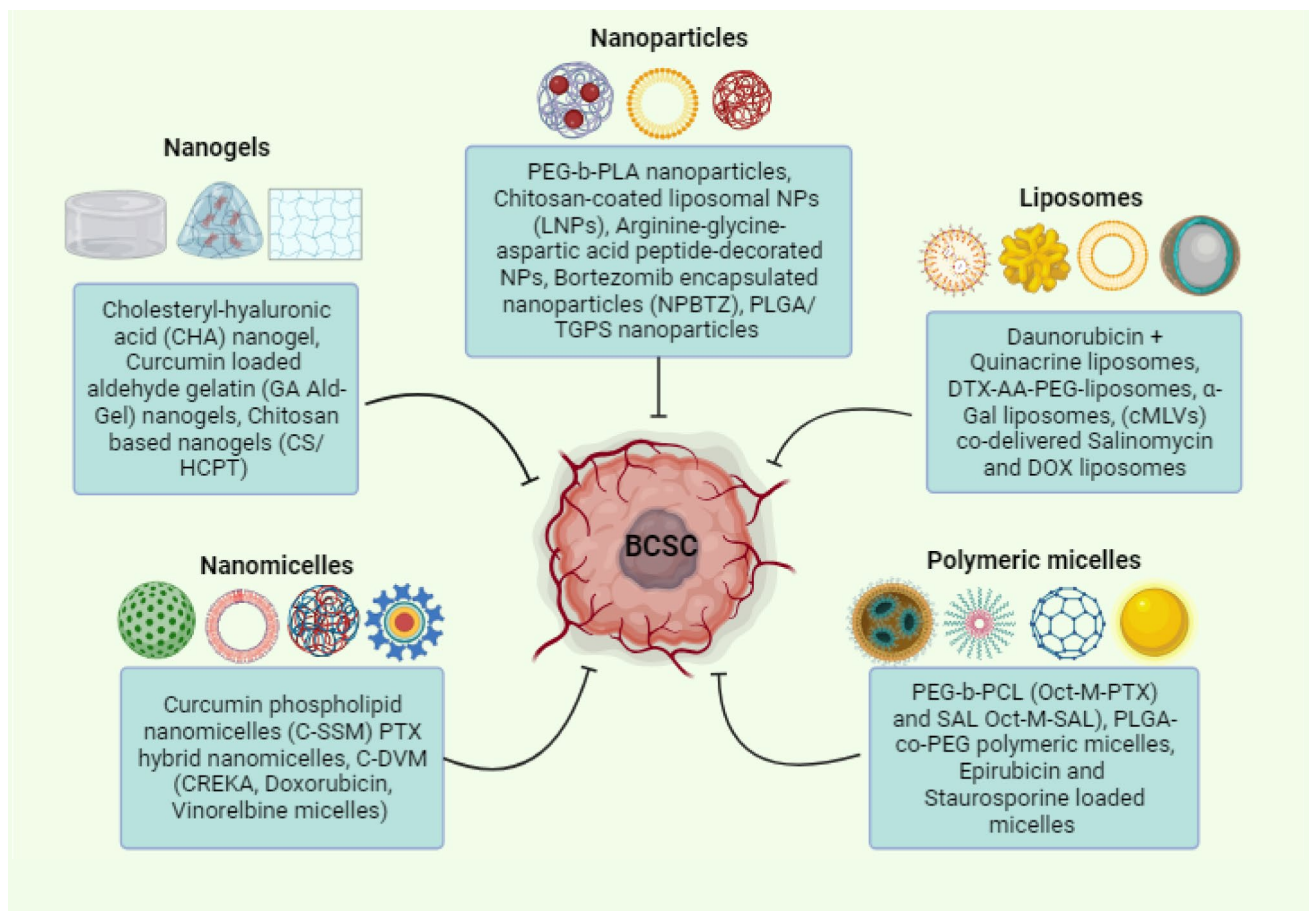 Nanoparticles
PEG-b-PLA nanoparticles,
Chitosan-coated liposomal NPs
(LNPs), Arginine-glycine-
aspartic acid peptide-decorated
NPs, Bortezomib encapsulated
nanoparticles (NPBTZ), PLGA/
TGPS nanoparticles
Nanogels
Cholesteryl-hyaluronic
acid (CHA) nanogel,
Curcumin loaded
aldehyde gelatin (GA Ald-
Gel) nanogels, Chitosan
based nanogels (CS/
HCPT)
Liposomes
Daunorubicin +
Quinacrine liposomes,
DTX-AA-PEG-liposomes, α-
Gal liposomes, (cMLVs)
co-delivered Salinomycin
and DOX liposomes
BCSC
Nanomicelles
Curcumin phospholipid
nanomicelles (C-SSM) PTX
hybrid nanomicelles, C-DVM
(CREKA, Doxorubicin,
Vinorelbine micelles)
Polymeric micelles
PEG-b-PCL (Oct-M-PTX)
and SAL Oct-M-SAL), PLGA-
co-PEG polymeric micelles,
Epirubicin and
Staurosporine loaded
micelles